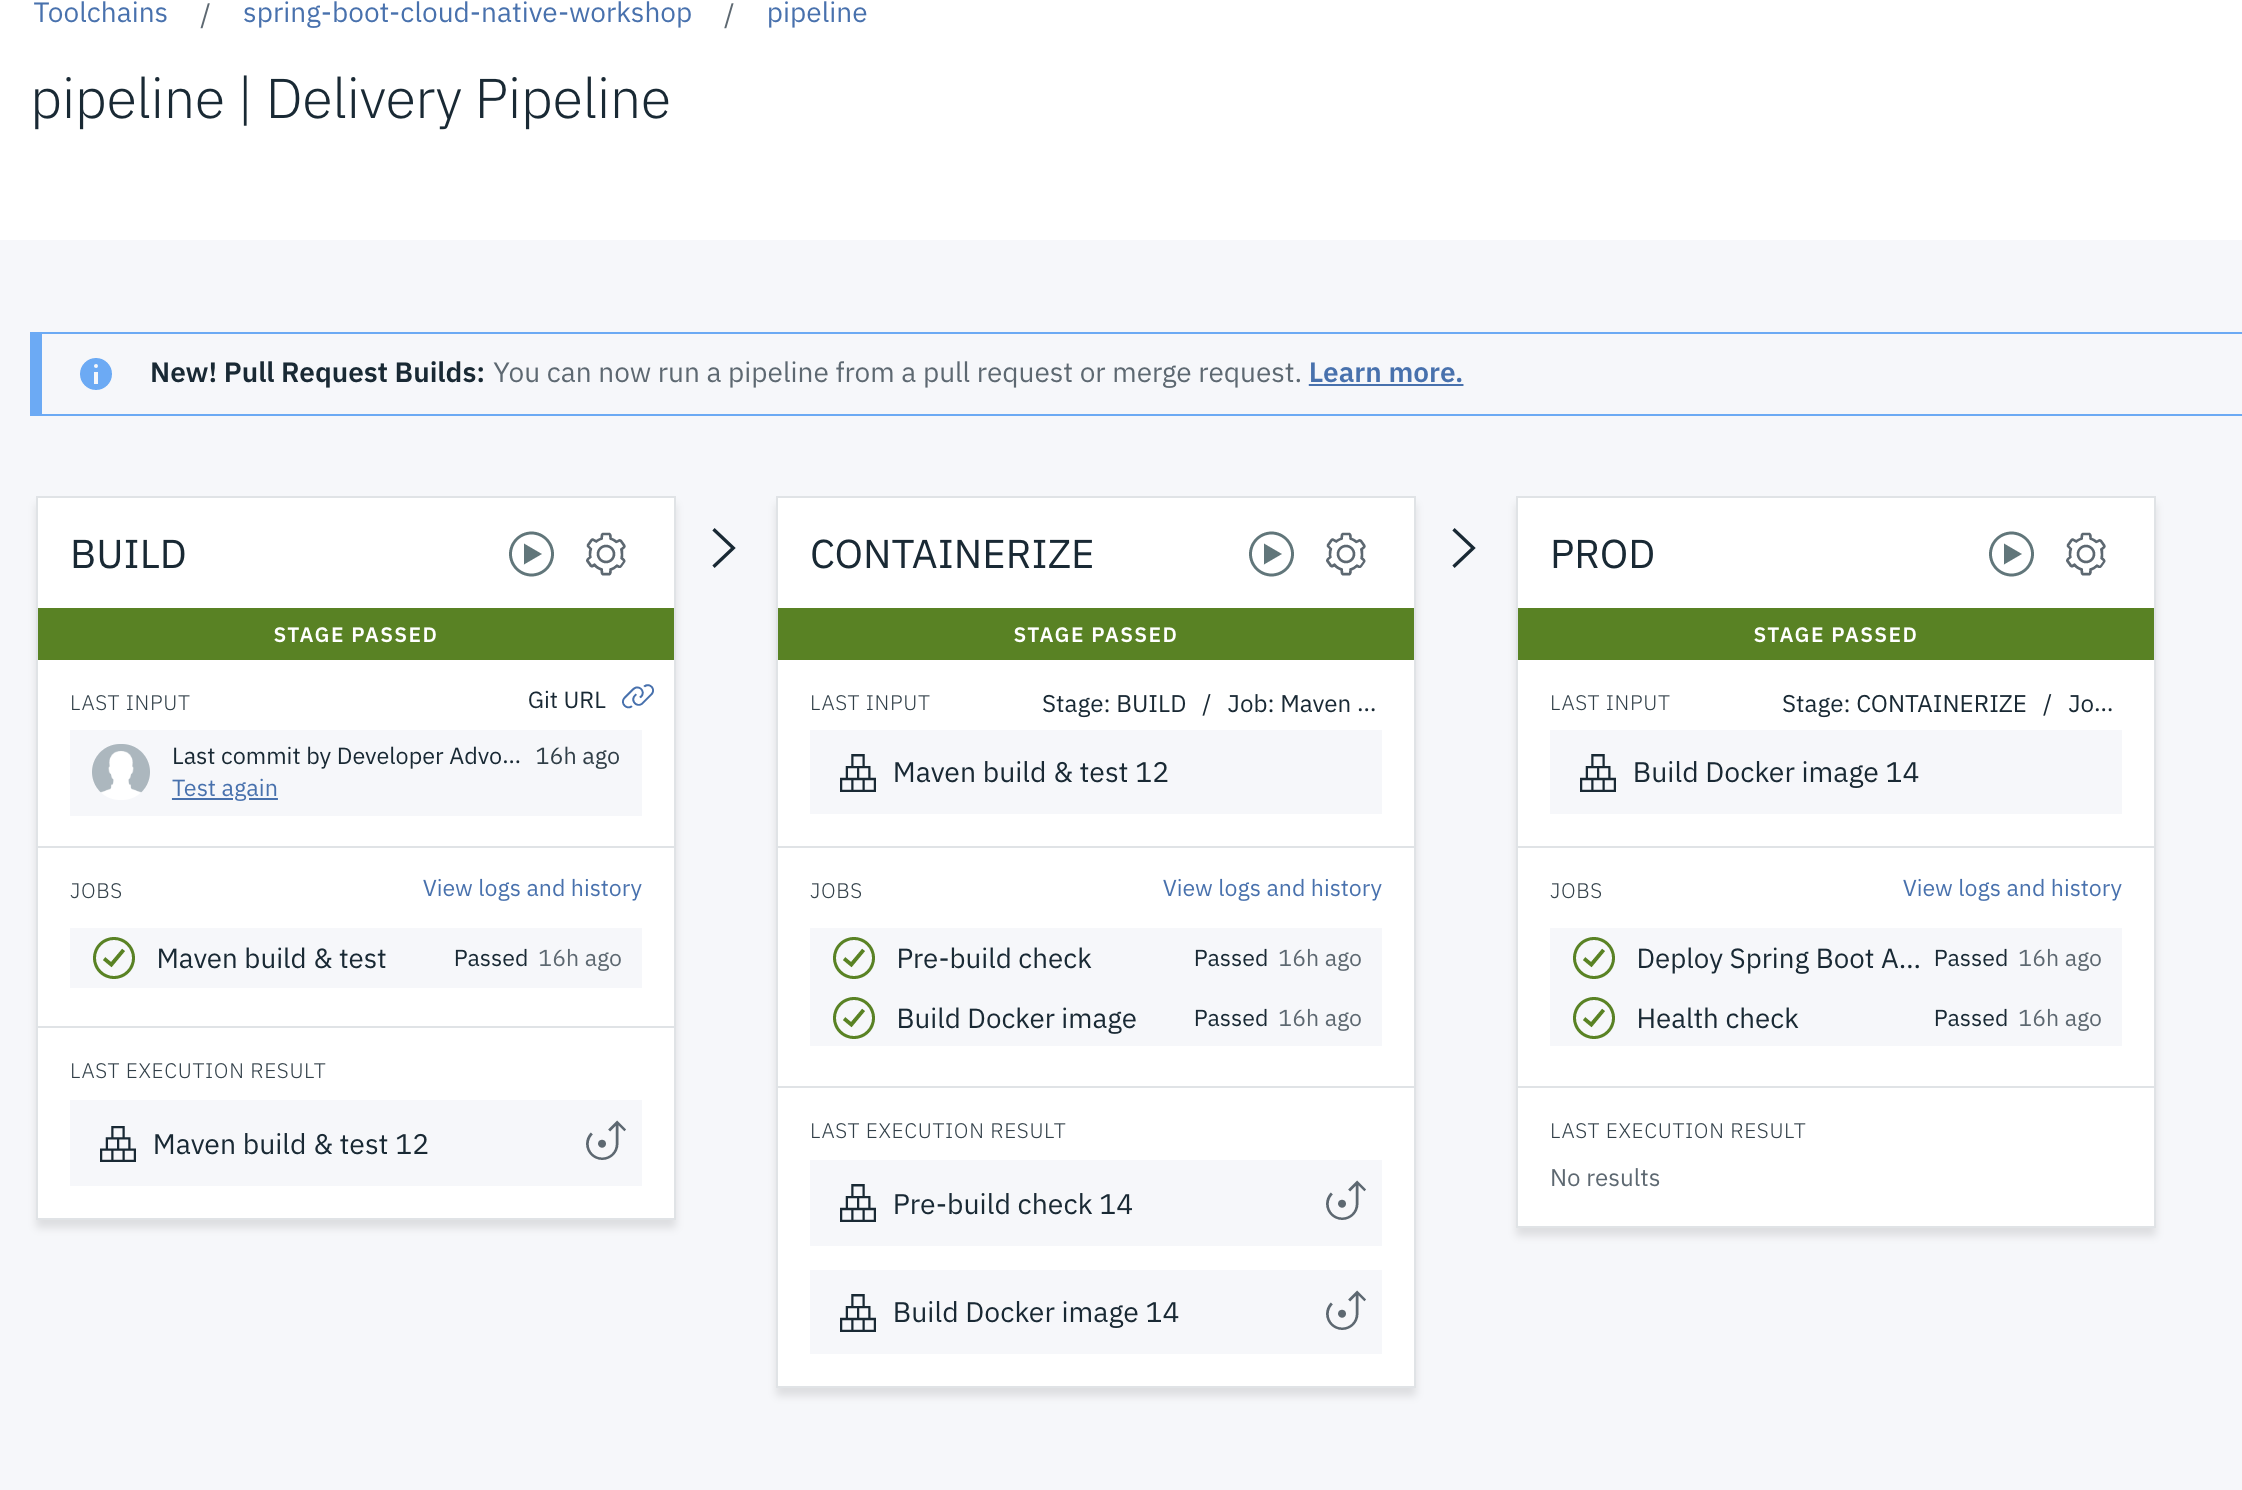 Toolchains / spring-boot-cloud-native-workshop / pipeline
pipeline | Delivery Pipeline
New! Pull Request Builds: You can now run a pipeline from a pull request or merge request. Learn more.
BUILD
STAGE PASSED
LAST INPUT Git URL
Last commit by Developer Advo... 16h ago
Test again
JOBS View logs and history
Maven build & test Passed 16h ago
LAST EXECUTION RESULT
Maven build & test 12
CONTAINERIZE
STAGE PASSED
LAST INPUT Stage: BUILD / Job: Maven ...
Maven build & test 12
JOBS View logs and history
Pre-build check Passed 16h ago
Build Docker image Passed 16h ago
LAST EXECUTION RESULT
Pre-build check 14
Build Docker image 14
PROD
STAGE PASSED
LAST INPUT Stage: CONTAINERIZE / Jo...
Build Docker image 14
JOBS View logs and history
Deploy Spring Boot A... Passed 16h ago
Health check Passed 16h ago
LAST EXECUTION RESULT
No results